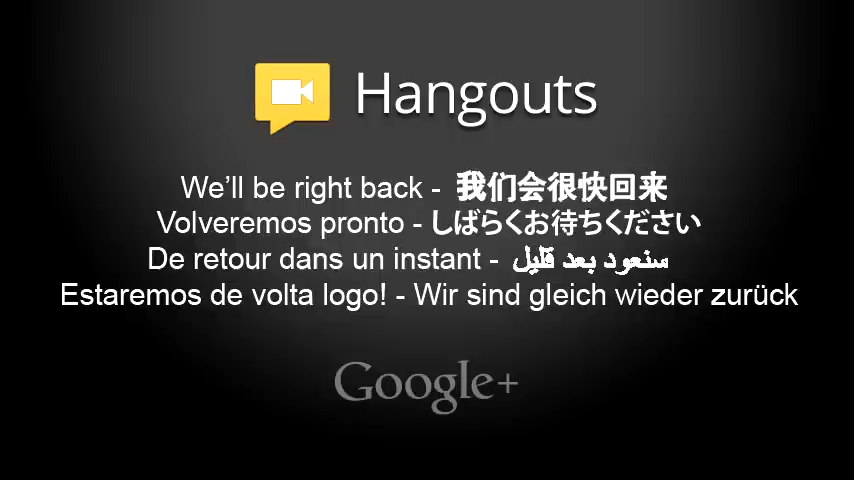 Hangouts
We’ll be right back - 我们会很快回来
Volveremos pronto - しばらくお待ちください
De retour dans un instant - سنعود بعد قليل
Estaremos de volta logo! - Wir sind gleich wieder zurück
Google+